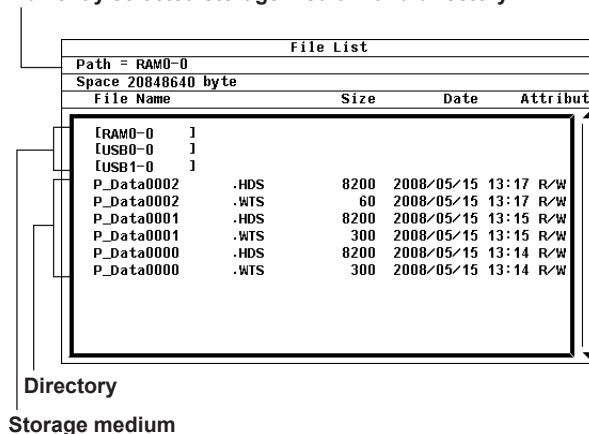 File List
Path = RAM0-0
Space 20848640 byte
File Name Size Date Attribut
[RAM0-0 ]
[USB0-0 ]
[USB1-0 ]
P_Data0002 .HDS 8200 2008/05/15 13:17 R/W
P_Data0002 .WTS 60 2008/05/15 13:17 R/W
P_Data0001 .HDS 8200 2008/05/15 13:15 R/W
P_Data0001 .WTS 300 2008/05/15 13:15 R/W
P_Data0000 .HDS 8200 2008/05/15 13:14 R/W
P_Data0000 .WTS 300 2008/05/15 13:14 R/W
Directory
Storage medium